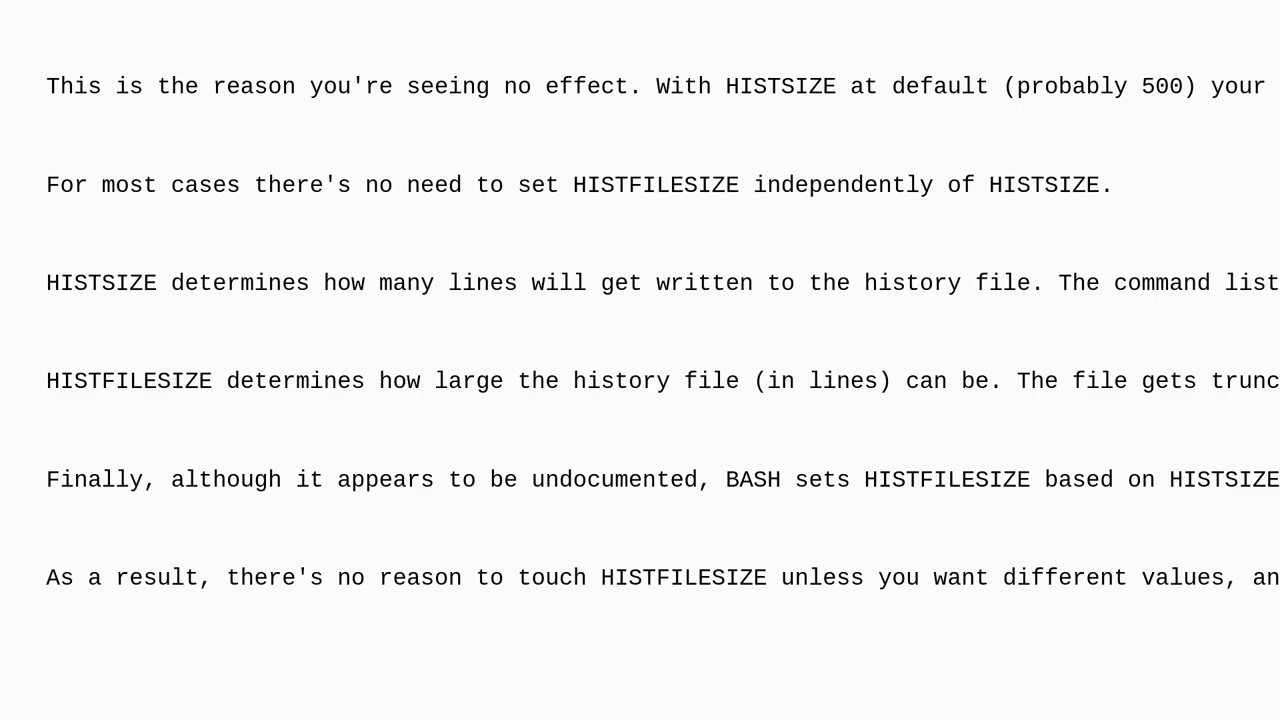 This is the reason you're seeing no effect. With HISTSIZE at default (probably 500) your
For most cases there's no need to set HISTFILESIZE independently of HISTSIZE.
HISTSIZE determines how many lines will get written to the history file. The command list
HISTFILESIZE determines how large the history file (in lines) can be. The file gets trunc
Finally, although it appears to be undocumented, BASH sets HISTFILESIZE based on HISTSIZE
As a result, there's no reason to touch HISTFILESIZE unless you want different values, an